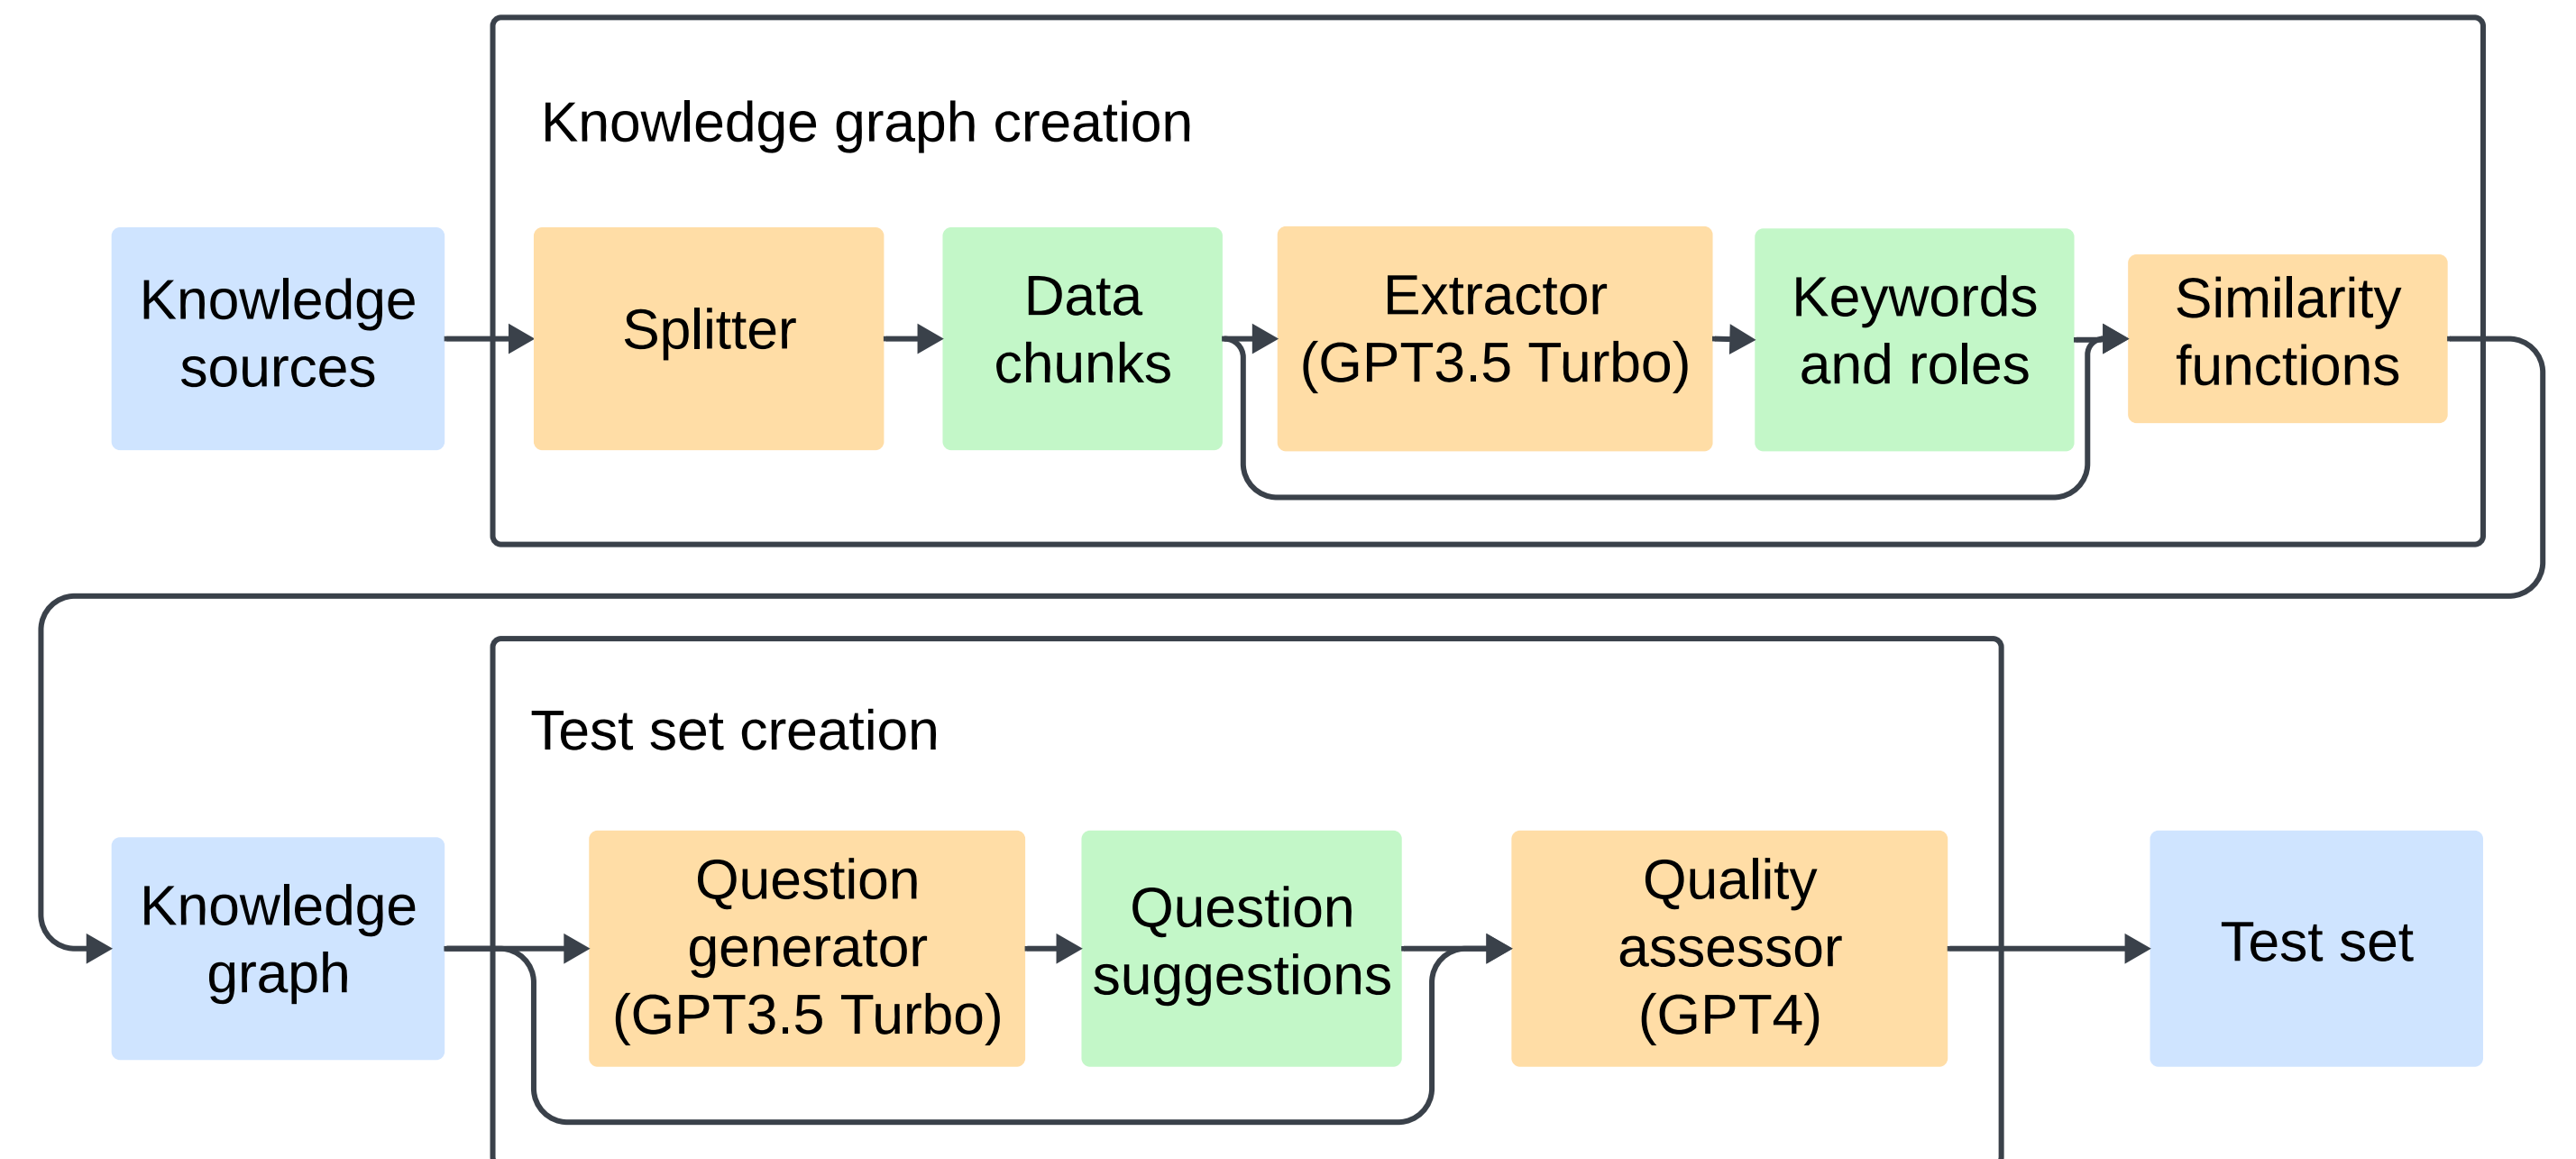 Knowledge graph creation
Knowledge
sources
Splitter
Data
chunks
Extractor
(GPT3.5 Turbo)
Keywords
and roles
Similarity
functions
Test set creation
Knowledge
graph
Question
generator
(GPT3.5 Turbo)
Question
suggestions
Quality
assessor
(GPT4)
Test set